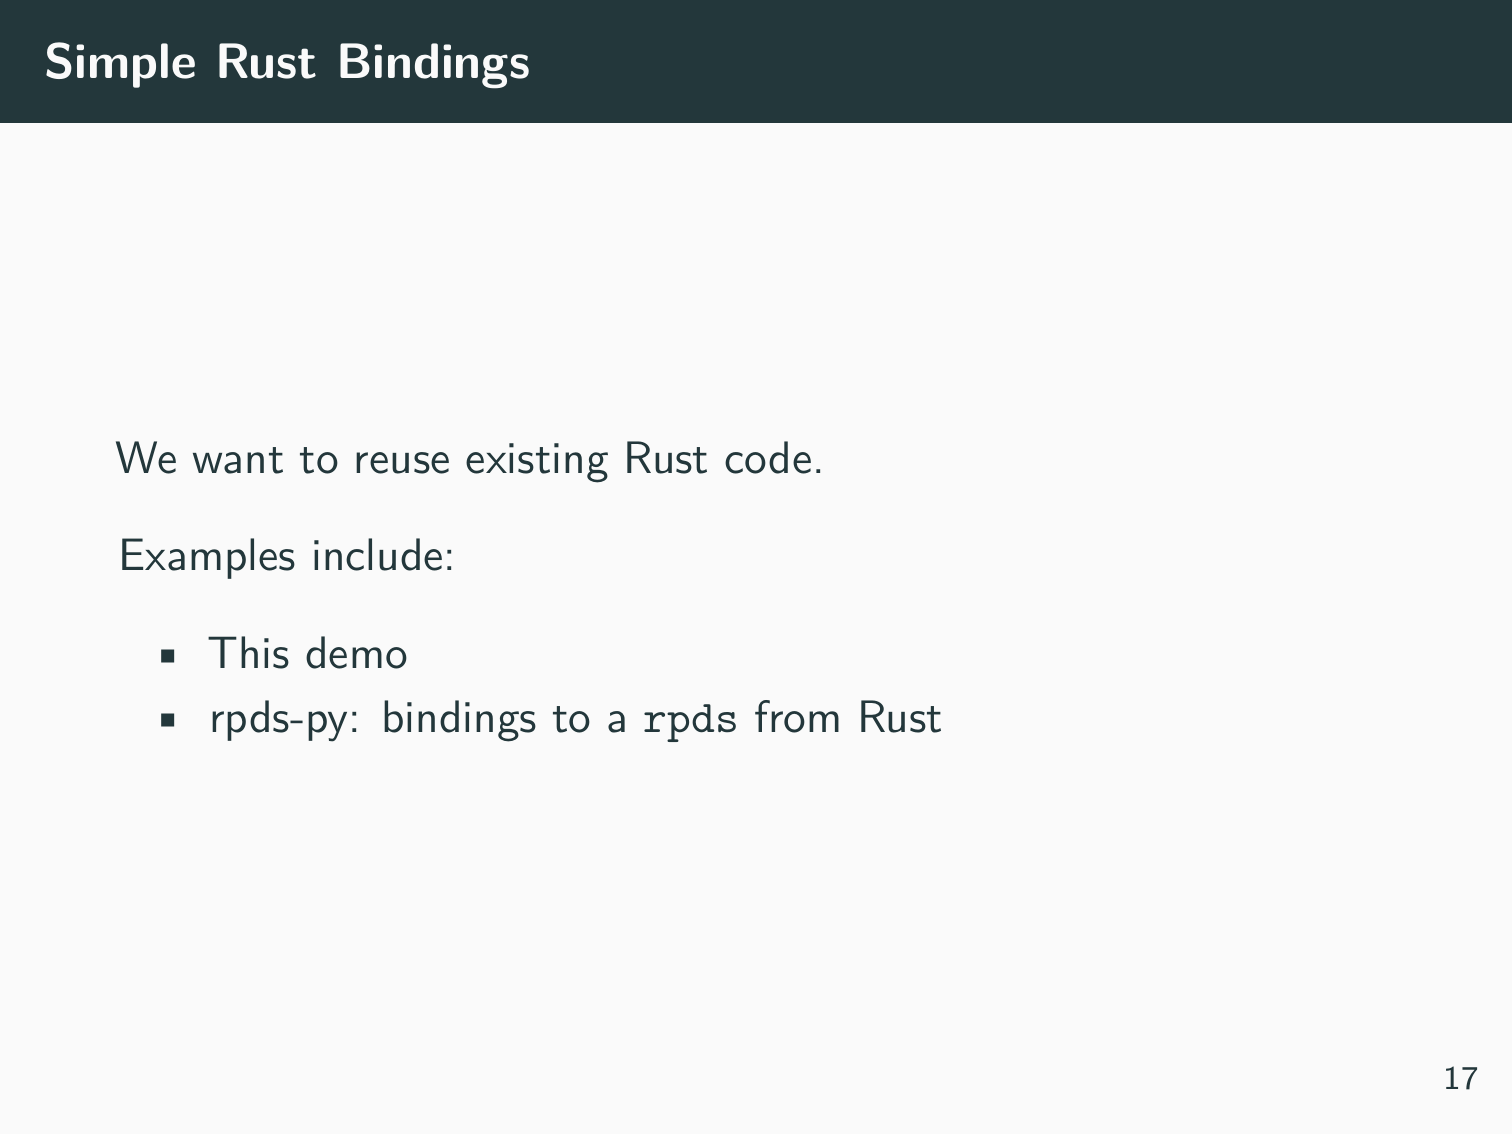 Simple Rust Bindings
We want to reuse existing Rust code.
Examples include:
▪ This demo
▪ rpds-py: bindings to a rpds from Rust
17